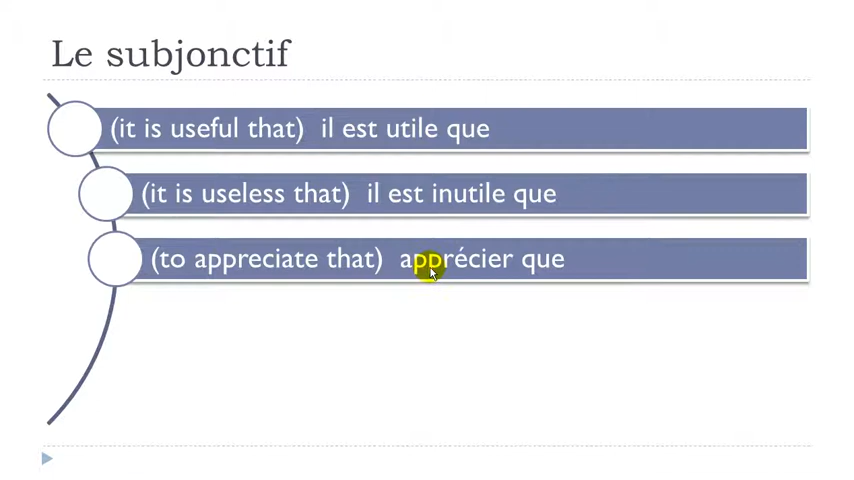 Le subjonctif
(it is useful that) il est utile que
(it is useless that) il est inutile que
(to appreciate that) apprécier que